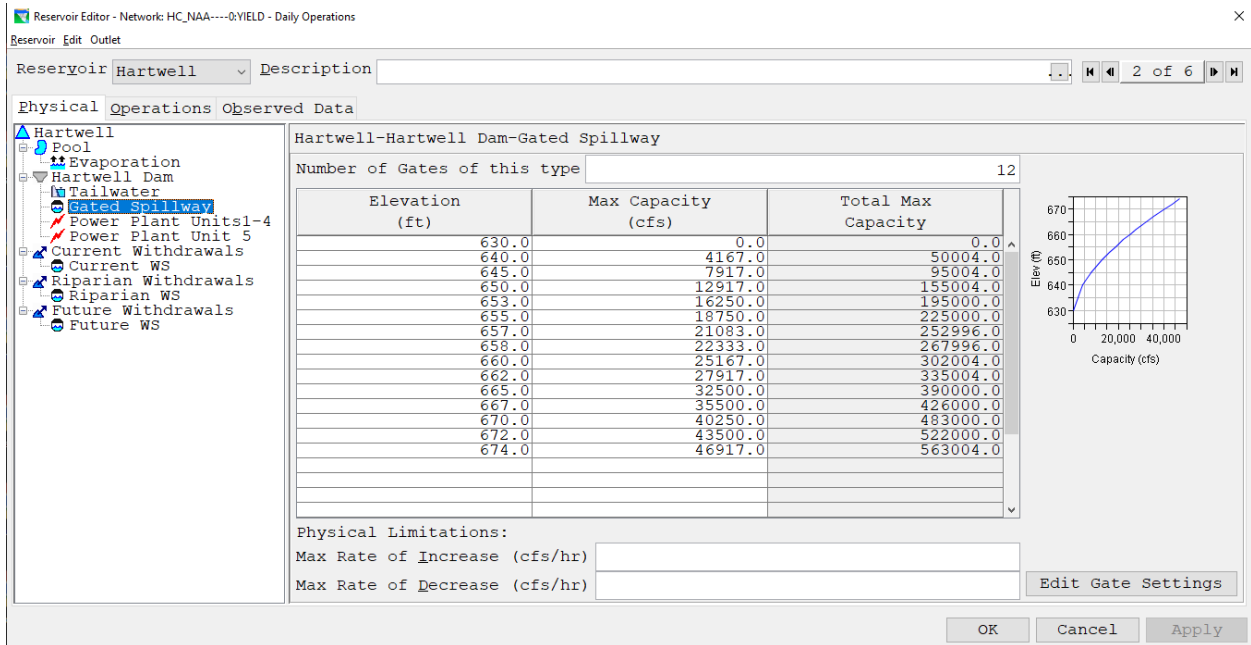 Reservoir Editor - Network: HC_NAA----0:YIELD - Daily Operations
Reservoir Edit Outlet
Reservoir Hartwell Description ... 2 of 6
Physical Operations Observed Data
Hartwell
Pool
Evaporation
Hartwell Dam
Tailwater
Gated Spillway
Power Plant Units1-4
Power Plant Unit 5
Current Withdrawals
Current WS
Riparian Withdrawals
Riparian WS
Future Withdrawals
Future WS
Hartwell-Hartwell Dam-Gated Spillway
Number of Gates of this type 12
Elevation (ft) Max Capacity (cfs) Total Max Capacity
630.0 0.0 0.0
640.0 4167.0 50004.0
645.0 7917.0 95004.0
650.0 12917.0 155004.0
653.0 16250.0 195000.0
655.0 18750.0 225000.0
657.0 21083.0 252996.0
658.0 22333.0 267996.0
660.0 25167.0 302004.0
662.0 27917.0 335004.0
665.0 32500.0 390000.0
667.0 35500.0 426000.0
670.0 40250.0 483000.0
672.0 43500.0 522000.0
674.0 46917.0 563004.0
Elev (ft)
670
660
650
640
630
0 20,000 40,000
Capacity (cfs)
Physical Limitations:
Max Rate of Increase (cfs/hr)
Max Rate of Decrease (cfs/hr)
Edit Gate Settings
OK Cancel Apply